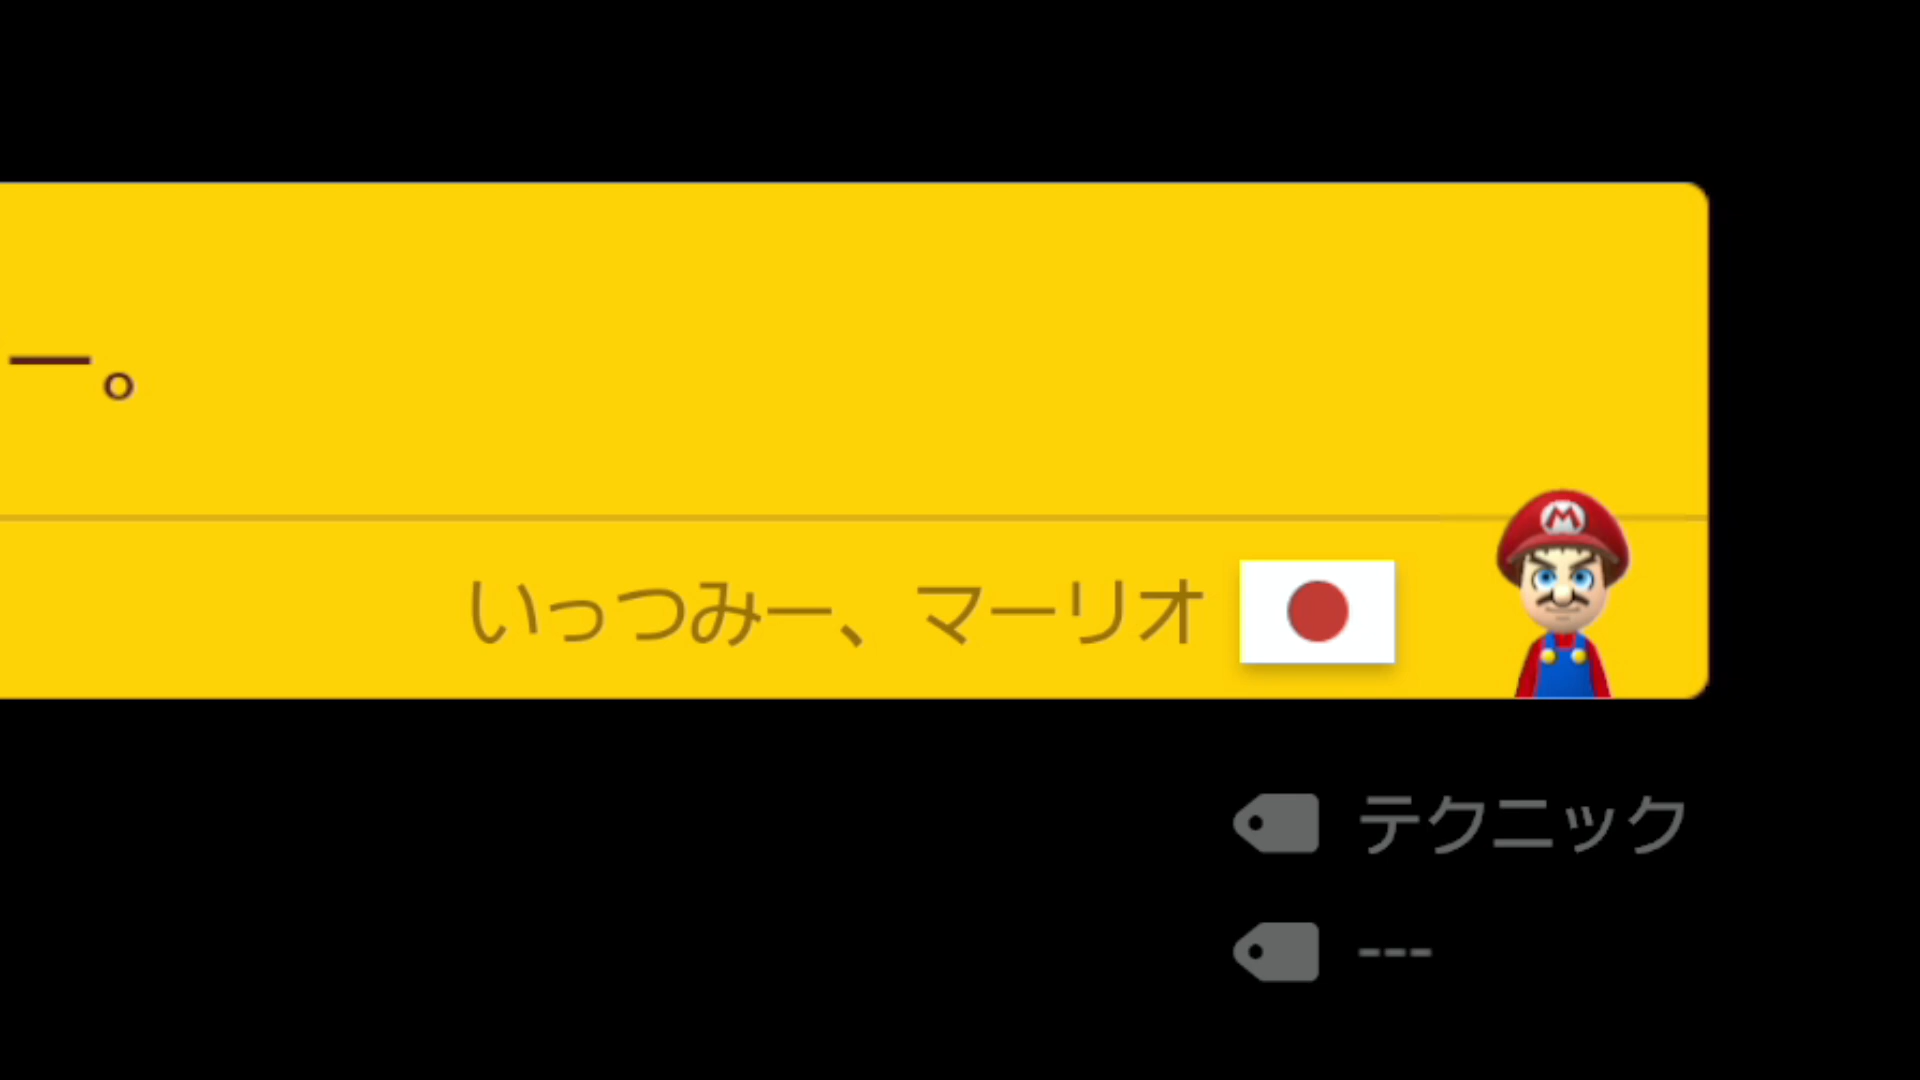 ー。
いっつみー、マーリオ
テクニック
---